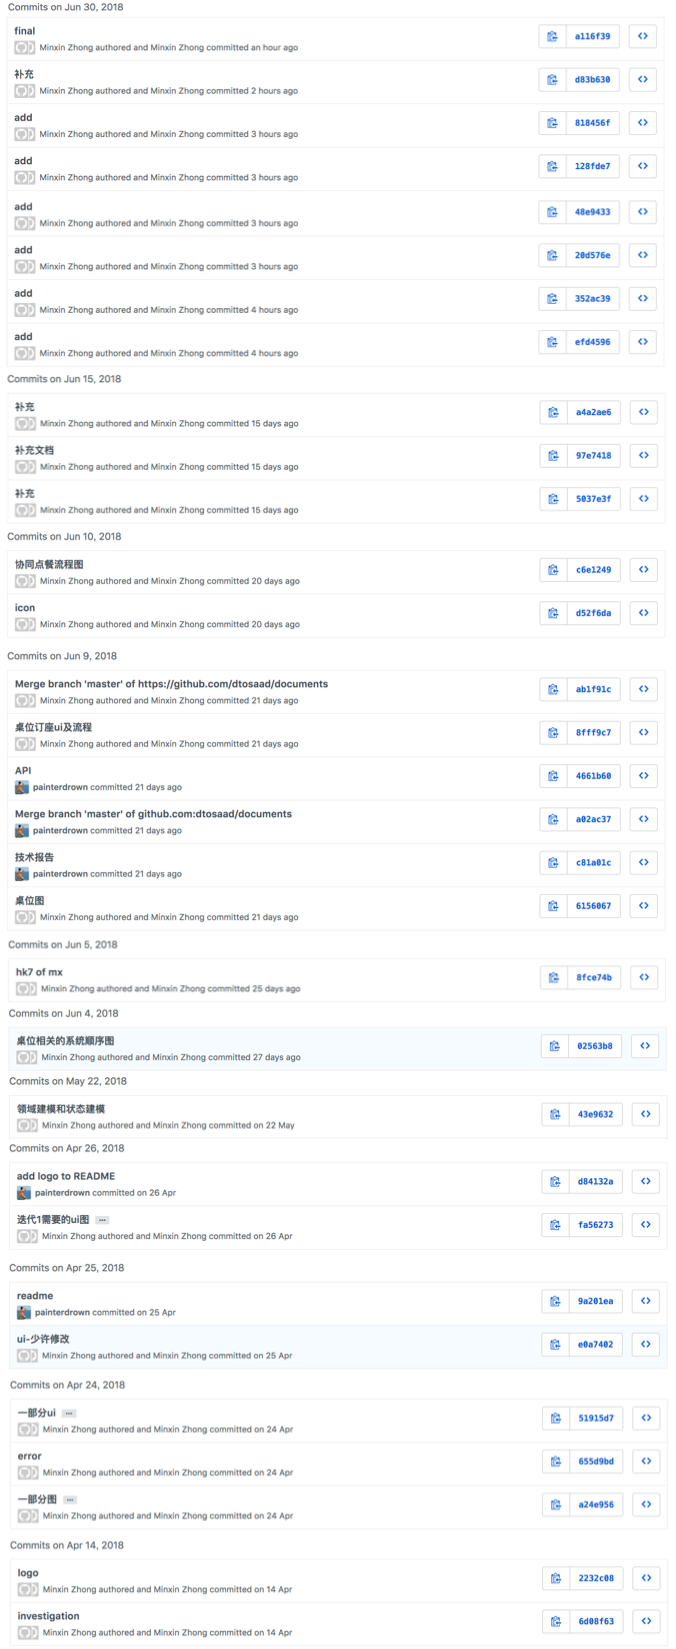 Commits on Jun 30, 2018
final
Minxin Zhong authored and Minxin Zhong committed an hour ago
a116f39
补充
Minxin Zhong authored and Minxin Zhong committed 2 hours ago
d83b630
add
Minxin Zhong authored and Minxin Zhong committed 3 hours ago
818456f
add
Minxin Zhong authored and Minxin Zhong committed 3 hours ago
128fde7
add
Minxin Zhong authored and Minxin Zhong committed 3 hours ago
48e9433
add
Minxin Zhong authored and Minxin Zhong committed 3 hours ago
20d576e
add
Minxin Zhong authored and Minxin Zhong committed 4 hours ago
352ac39
add
Minxin Zhong authored and Minxin Zhong committed 4 hours ago
efd4596
Commits on Jun 15, 2018
补充
Minxin Zhong authored and Minxin Zhong committed 15 days ago
a4a2ae6
补充文档
Minxin Zhong authored and Minxin Zhong committed 15 days ago
97e7418
补充
Minxin Zhong authored and Minxin Zhong committed 15 days ago
5037e3f
Commits on Jun 10, 2018
协同点餐流程图
Minxin Zhong authored and Minxin Zhong committed 20 days ago
c6e1249
icon
Minxin Zhong authored and Minxin Zhong committed 20 days ago
d52f6da
Commits on Jun 9, 2018
Merge branch 'master' of https://github.com/dtosaad/documents
Minxin Zhong authored and Minxin Zhong committed 21 days ago
ab1f91c
桌位订座ui及流程
Minxin Zhong authored and Minxin Zhong committed 21 days ago
8fff9c7
API
painterdrown committed 21 days ago
4661b60
Merge branch 'master' of github.com:dtosaad/documents
painterdrown committed 21 days ago
a02ac37
技术报告
painterdrown committed 21 days ago
c81a01c
桌位图
Minxin Zhong authored and Minxin Zhong committed 21 days ago
6156067
Commits on Jun 5, 2018
hk7 of mx
Minxin Zhong authored and Minxin Zhong committed 25 days ago
8fce74b
Commits on Jun 4, 2018
桌位相关的系统顺序图
Minxin Zhong authored and Minxin Zhong committed 27 days ago
02563b8
Commits on May 22, 2018
领域建模和状态建模
Minxin Zhong authored and Minxin Zhong committed on 22 May
43e9632
Commits on Apr 26, 2018
add logo to README
painterdrown committed on 26 Apr
d84132a
迭代1需要的ui图 …
Minxin Zhong authored and Minxin Zhong committed on 26 Apr
fa56273
Commits on Apr 25, 2018
readme
painterdrown committed on 25 Apr
9a201ea
ui-少许修改
Minxin Zhong authored and Minxin Zhong committed on 25 Apr
e0a7402
Commits on Apr 24, 2018
一部分ui …
Minxin Zhong authored and Minxin Zhong committed on 24 Apr
51915d7
error
Minxin Zhong authored and Minxin Zhong committed on 24 Apr
655d9bd
一部分图 …
Minxin Zhong authored and Minxin Zhong committed on 24 Apr
a24e956
Commits on Apr 14, 2018
logo
Minxin Zhong authored and Minxin Zhong committed on 14 Apr
2232c08
investigation
Minxin Zhong authored and Minxin Zhong committed on 14 Apr
6d08f63